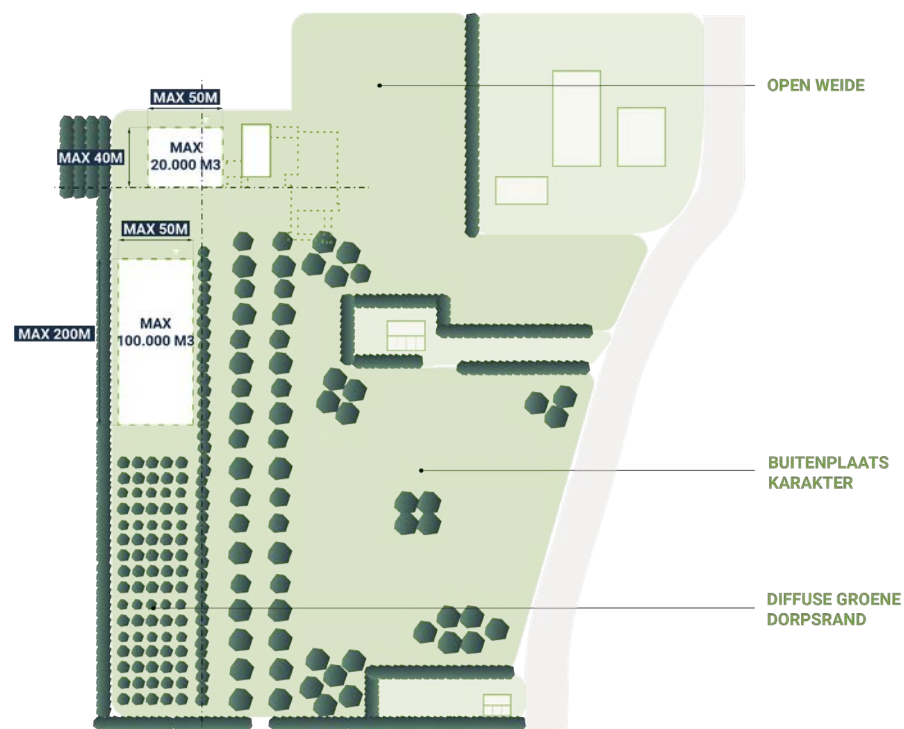 OPEN WEIDE
MAX 50M
MAX
20.000 M3
MAX 40M
MAX 50M
MAX
100.000 M3
MAX 200M
BUITENPLAATS
KARAKTER
DIFFUSE GROENE
DORPSRAND